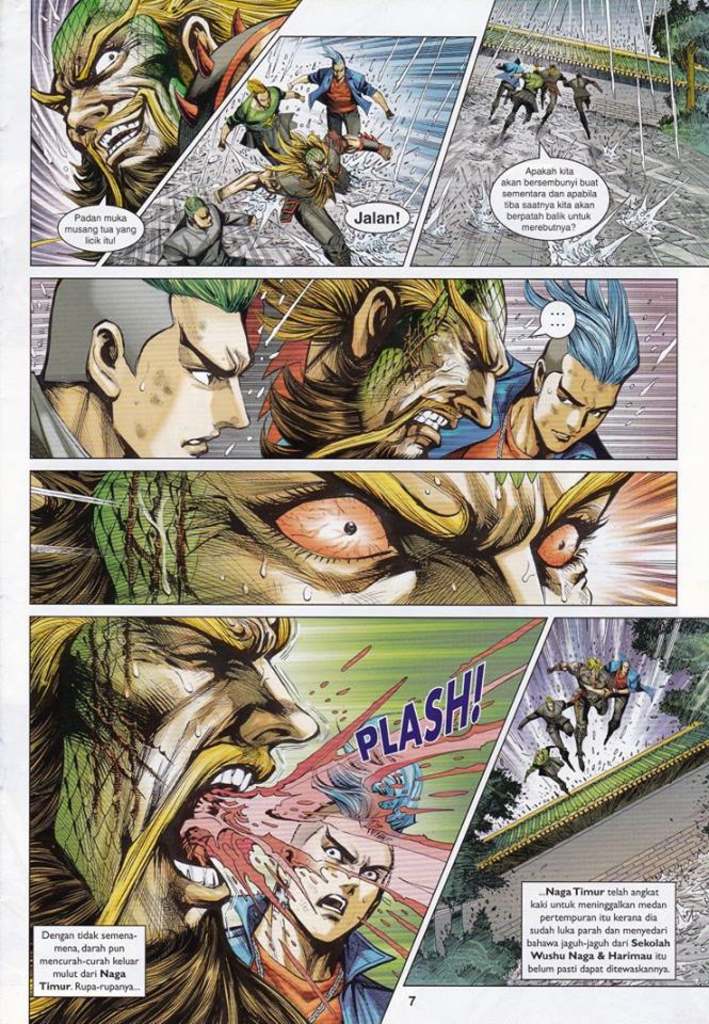 Padan muka
musang tua yang
licik itu!
Jalan!
Apakah kita
akan bersembunyi buat
sementara dan apabila
tiba saatnya kita akan
berpatah balik untuk
merebutnya?
...
PLASH!
Dengan tidak semena-
mena, darah pun
mencurah-curah keluar
mulut dari Naga
Timur. Rupa-rupanya...
...Naga Timur telah angkat
kaki untuk meninggalkan medan
pertempuran itu kerana dia
sudah luka parah dan menyedari
bahawa jaguh-jaguh dari Sekolah
Wushu Naga & Harimau itu
belum pasti dapat ditewaskannya.
7